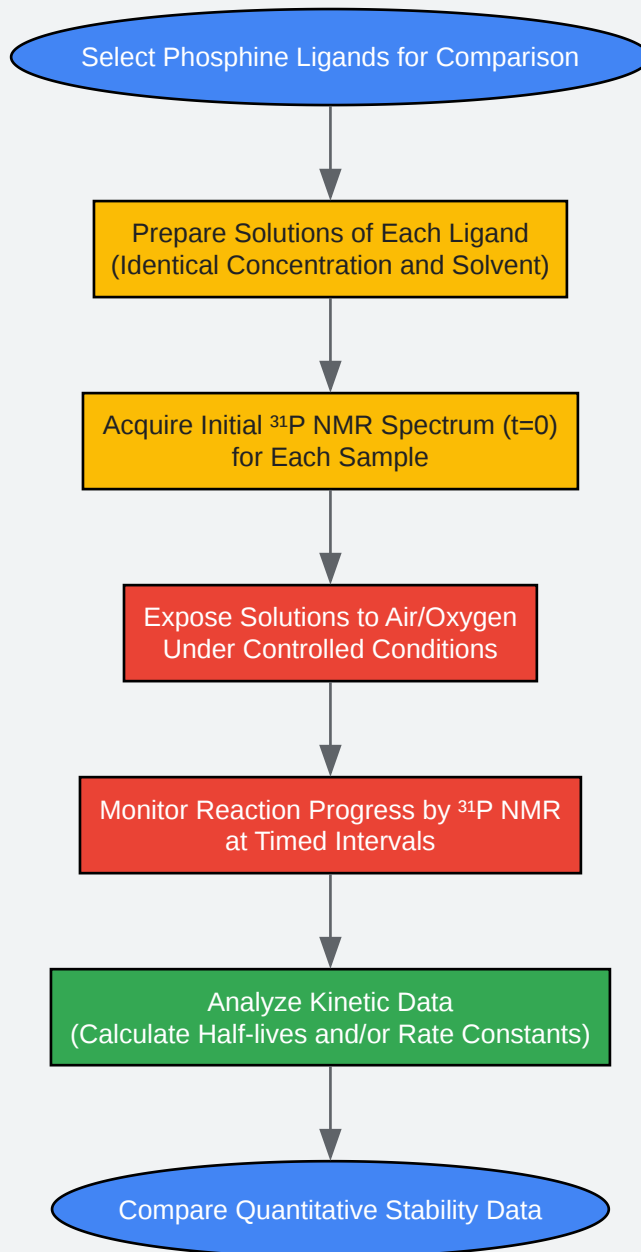 Select Phosphine Ligands for Comparison
Prepare Solutions of Each Ligand
(Identical Concentration and Solvent)
Acquire Initial ³¹P NMR Spectrum (t=0)
for Each Sample
Expose Solutions to Air/Oxygen
Under Controlled Conditions
Monitor Reaction Progress by ³¹P NMR
at Timed Intervals
Analyze Kinetic Data
(Calculate Half-lives and/or Rate Constants)
Compare Quantitative Stability Data